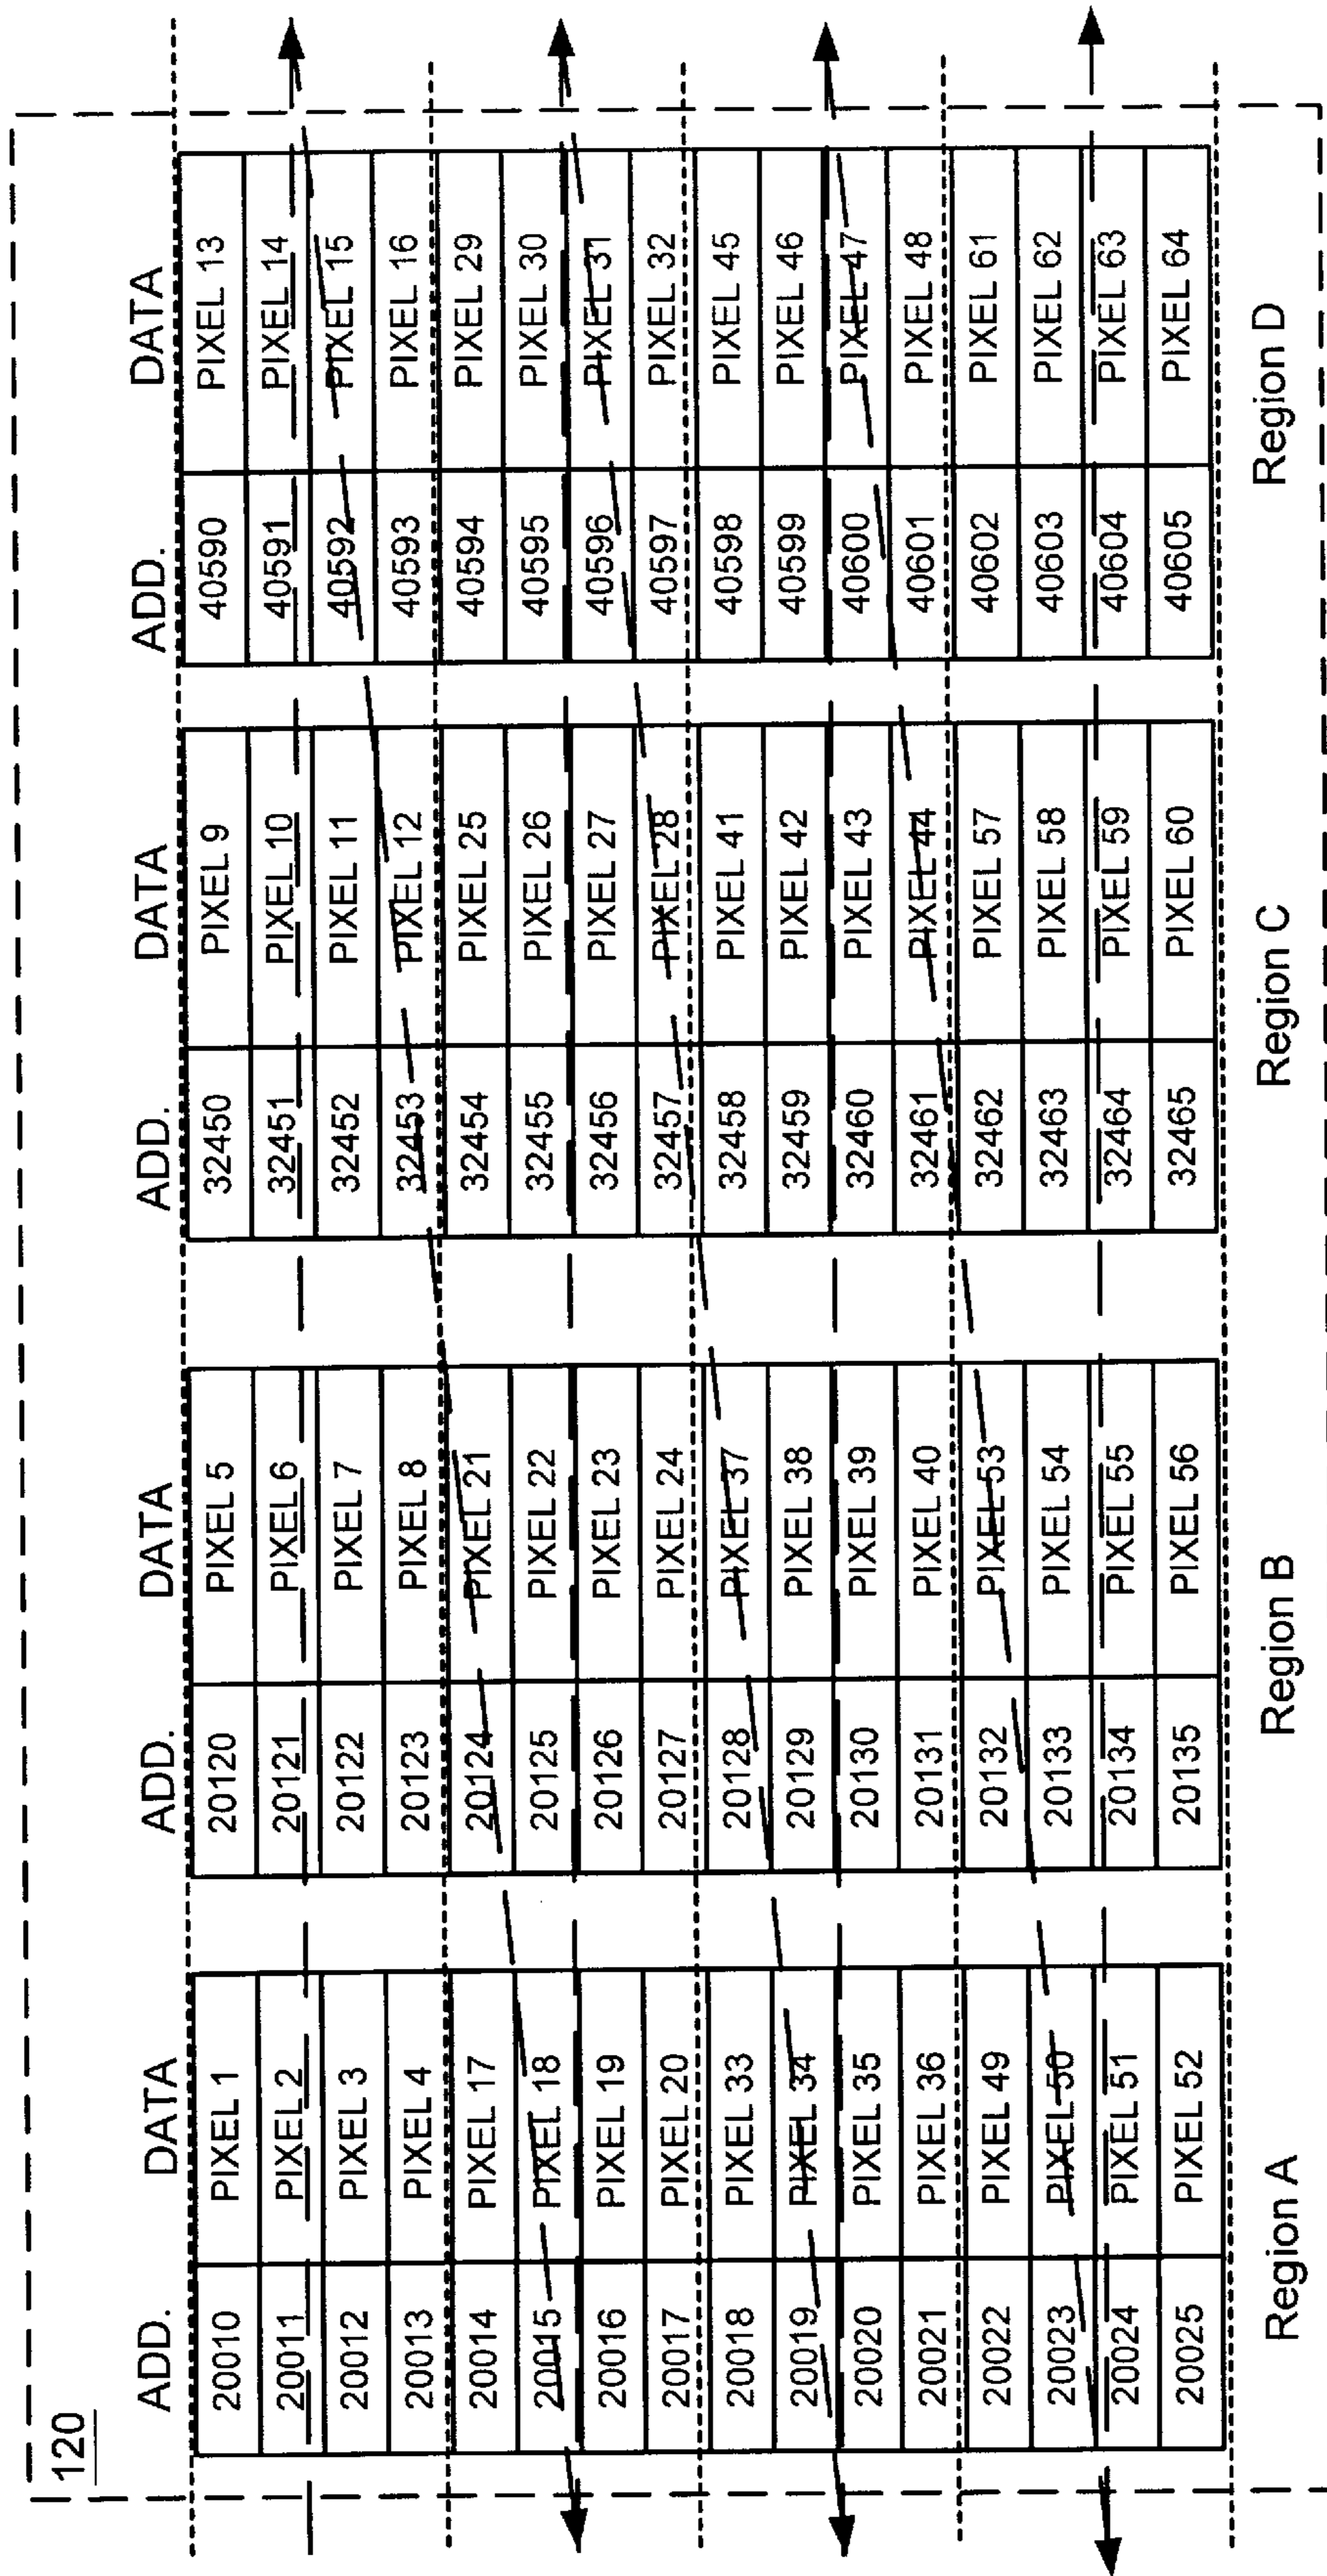 120
ADD. DATA ADD. DATA ADD. DATA ADD. DATA
20010 PIXEL 1 20120 PIXEL 5 32450 PIXEL 9 40590 PIXEL 13
20011 PIXEL 2 20121 PIXEL 6 32451 PIXEL 10 40591 PIXEL 14
20012 PIXEL 3 20122 PIXEL 7 32452 PIXEL 11 40592 PIXEL 15
20013 PIXEL 4 20123 PIXEL 8 32453 PIXEL 12 40593 PIXEL 16
20014 PIXEL 17 20124 PIXEL 21 32454 PIXEL 25 40594 PIXEL 29
20015 PIXEL 18 20125 PIXEL 22 32455 PIXEL 26 40595 PIXEL 30
20016 PIXEL 19 20126 PIXEL 23 32456 PIXEL 27 40596 PIXEL 31
20017 PIXEL 20 20127 PIXEL 24 32457 PIXEL 28 40597 PIXEL 32
20018 PIXEL 33 20128 PIXEL 37 32458 PIXEL 41 40598 PIXEL 45
20019 PIXEL 34 20129 PIXEL 38 32459 PIXEL 42 40599 PIXEL 46
20020 PIXEL 35 20130 PIXEL 39 32460 PIXEL 43 40600 PIXEL 47
20021 PIXEL 36 20131 PIXEL 40 32461 PIXEL 44 40601 PIXEL 48
20022 PIXEL 49 20132 PIXEL 53 32462 PIXEL 57 40602 PIXEL 61
20023 PIXEL 50 20133 PIXEL 54 32463 PIXEL 58 40603 PIXEL 62
20024 PIXEL 51 20134 PIXEL 55 32464 PIXEL 59 40604 PIXEL 63
20025 PIXEL 52 20135 PIXEL 56 32465 PIXEL 60 40605 PIXEL 64
Region A Region B Region C Region D